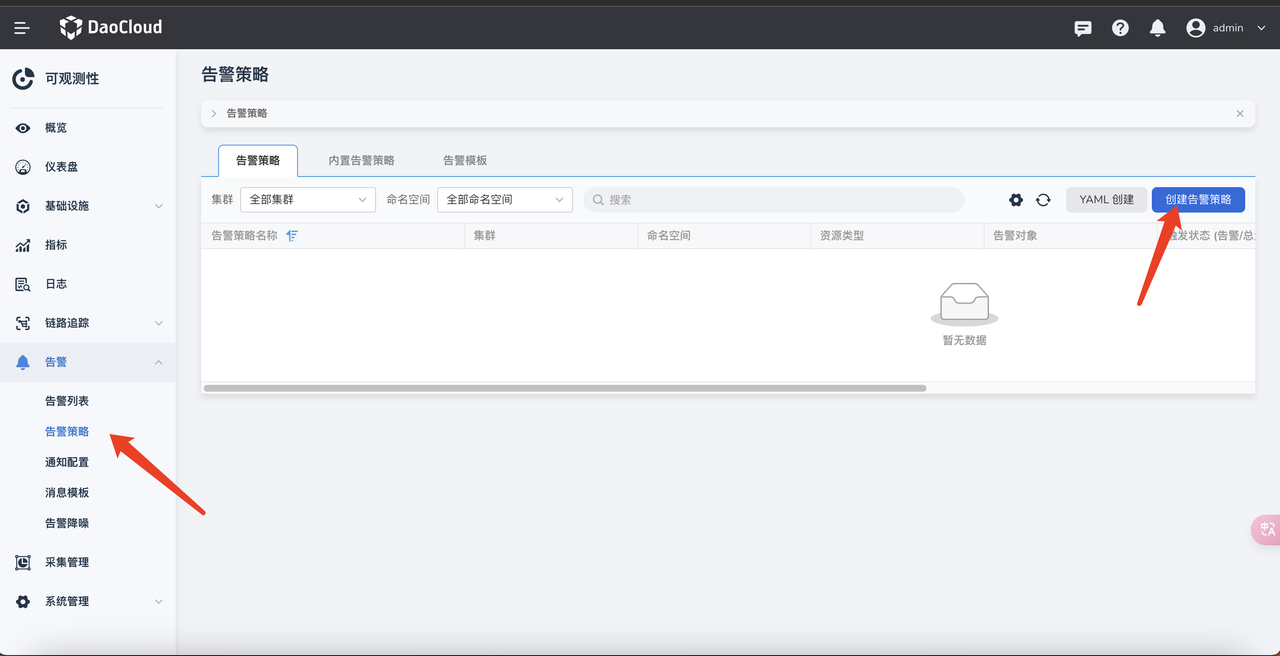 DaoCloud
admin
可观测性
概览
仪表盘
基础设施
指标
日志
链路追踪
告警
告警列表
告警策略
通知配置
消息模板
告警降噪
采集管理
系统管理
告警策略
告警策略
告警策略 内置告警策略 告警模板
集群 全部集群 命名空间 全部命名空间 搜索 YAML 创建 创建告警策略
告警策略名称 集群 命名空间 资源类型 告警对象 发状态 (告警/总
暂无数据
中A